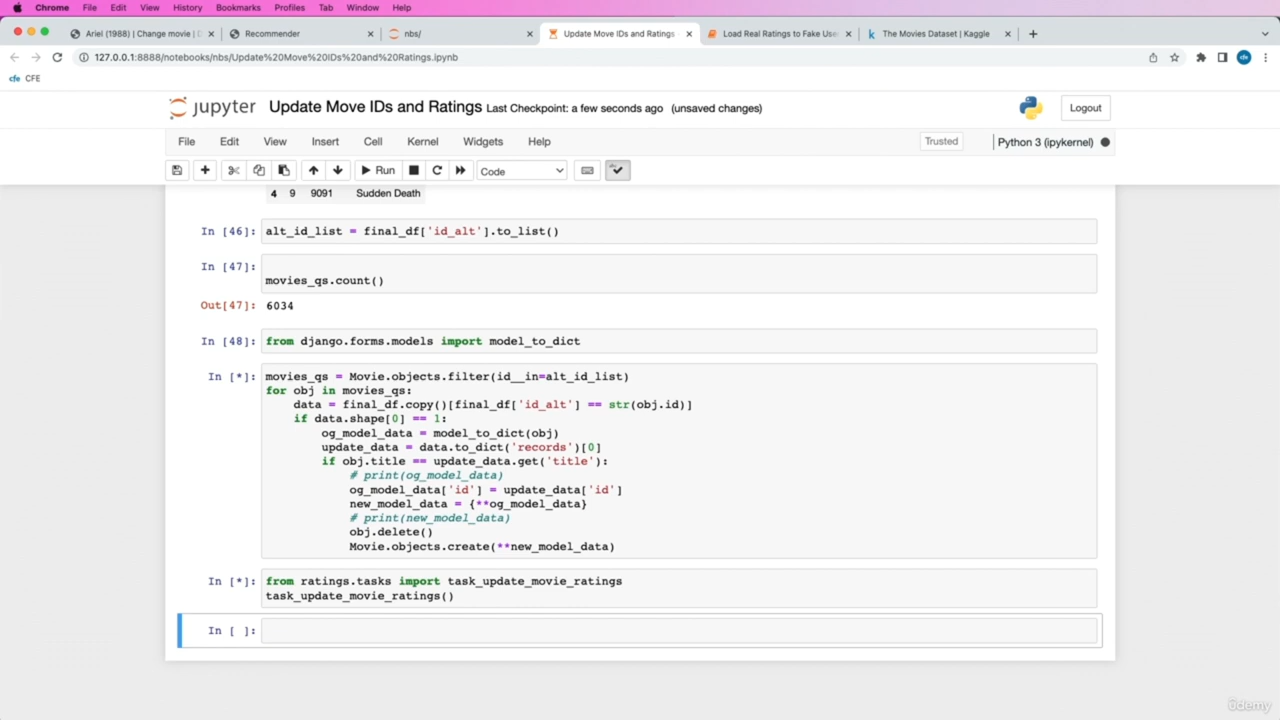 Chrome File Edit View History Bookmarks Profiles Tab Window Help
Ariel (1988) | Change movie | D Recommender nbs/ Update Move IDs and Ratings Load Real Ratings to Fake Use The Movies Dataset | Kaggle
127.0.0.1:8888/notebooks/nbs/Update%20Move%20IDs%20and%20Ratings.ipynb
cfe CFE
jupyter Update Move IDs and Ratings Last Checkpoint: a few seconds ago (unsaved changes) Logout
File Edit View Insert Cell Kernel Widgets Help Trusted Python 3 (ipykernel)
Run Code
4 9 9091 Sudden Death
In [46]: alt_id_list = final_df['id_alt'].to_list()
In [47]:
movies_qs.count()
Out[47]: 6034
In [48]: from django.forms.models import model_to_dict
In [*]: movies_qs = Movie.objects.filter(id__in=alt_id_list)
for obj in movies_qs:
data = final_df.copy()[final_df['id_alt'] == str(obj.id)]
if data.shape[0] == 1:
og_model_data = model_to_dict(obj)
update_data = data.to_dict('records')[0]
if obj.title == update_data.get('title'):
# print(og_model_data)
og_model_data['id'] = update_data['id']
new_model_data = {**og_model_data}
# print(new_model_data)
obj.delete()
Movie.objects.create(**new_model_data)
In [*]: from ratings.tasks import task_update_movie_ratings
task_update_movie_ratings()
In [ ]:
ûdemy